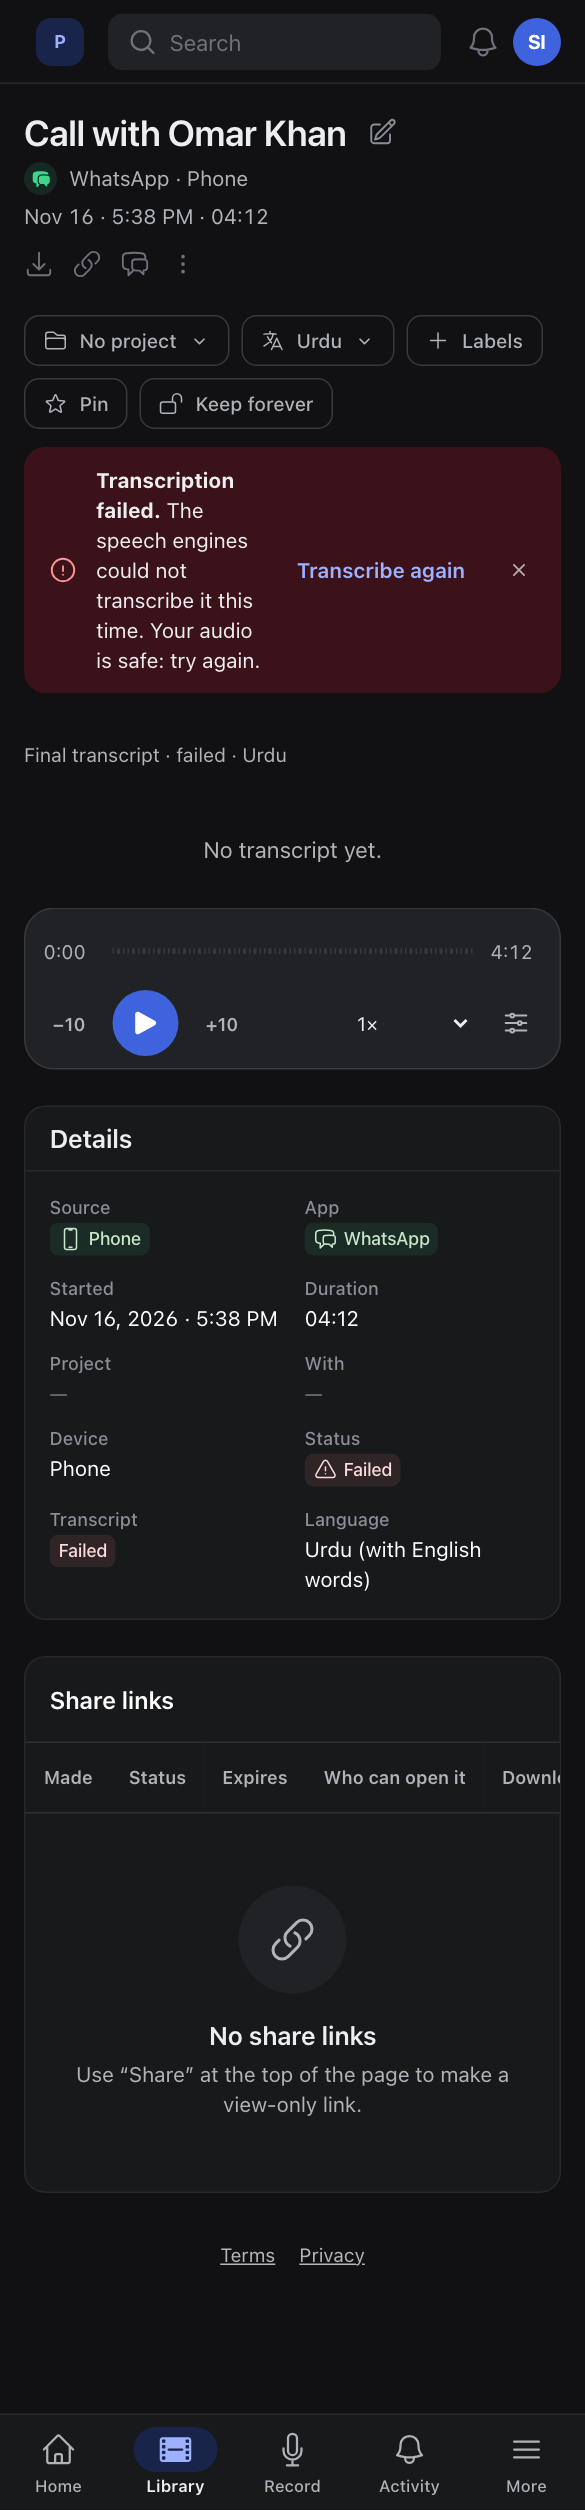 P
Search
SI
Call with Omar Khan
WhatsApp · Phone
Nov 16 · 5:38 PM · 04:12
No project
Urdu
Labels
Pin
Keep forever
Transcription
failed. The
speech engines
could not
transcribe it this
time. Your audio
is safe: try again.
Transcribe again
Final transcript · failed · Urdu
No transcript yet.
0:00
4:12
−10
+10
1×
Details
Source
App
Phone
WhatsApp
Started
Duration
Nov 16, 2026 · 5:38 PM
04:12
Project
With
—
—
Device
Status
Phone
Failed
Transcript
Language
Failed
Urdu (with English
words)
Share links
Made
Status
Expires
Who can open it
Downl
No share links
Use “Share” at the top of the page to make a
view-only link.
Terms
Privacy
Home
Library
Record
Activity
More